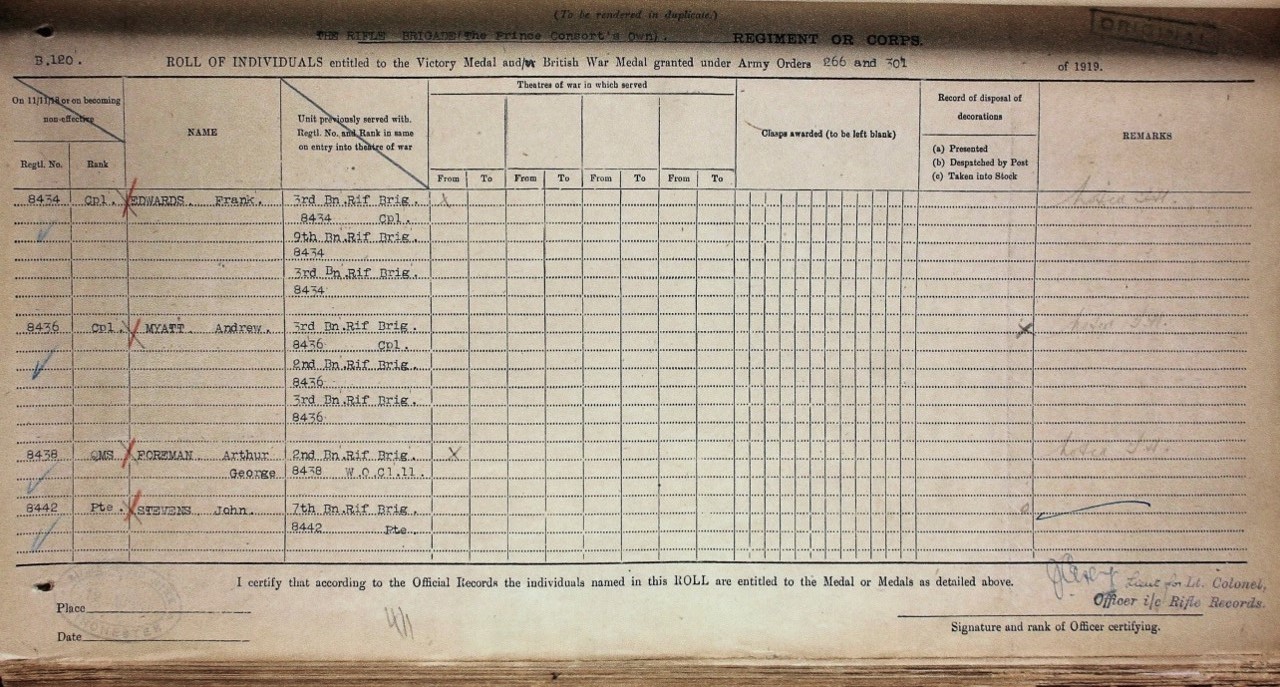 (To be rendered in duplicate.)
THE RIFLE BRIGADE(The Prince Consort's Own). REGIMENT OR CORPS.
ORIGINAL
B.120. ROLL OF INDIVIDUALS entitled to the Victory Medal and/or British War Medal granted under Army Orders 266 and 301 of 1919.
On 11/11/18 or on becoming non-effective
Regtl. No. Rank
NAME
Unit previously served with. Regtl. No. and Rank in same on entry into theatre of war
Theatres of war in which served
From To From To From To From To
Clasps awarded (to be left blank)
Record of disposal of decorations
(a) Presented
(b) Despatched by Post
(c) Taken into Stock
REMARKS
8434 Cpl. EDWARDS Frank. 3rd Bn.Rif Brig. X
8434 Cpl.
9th Bn.Rif Brig.
8434
3rd Bn.Rif Brig.
8434
8436 Cpl. MYATT Andrew. 3rd Bn.Rif Brig. X
8436 Cpl.
2nd Bn.Rif Brig.
8436
3rd Bn.Rif Brig.
8436
8438 QMS FOREMAN Arthur 2nd Bn.Rif Brig. X
George 8438 W.O.Cl.11.
8442 Pte. STEVENS John. 7th Bn.Rif Brig.
8442 Pte
I certify that according to the Official Records the individuals named in this ROLL are entitled to the Medal or Medals as detailed above.
Lieut for Lt. Colonel,
Officer i/c Rifle Records.
Place
Date
Signature and rank of Officer certifying.